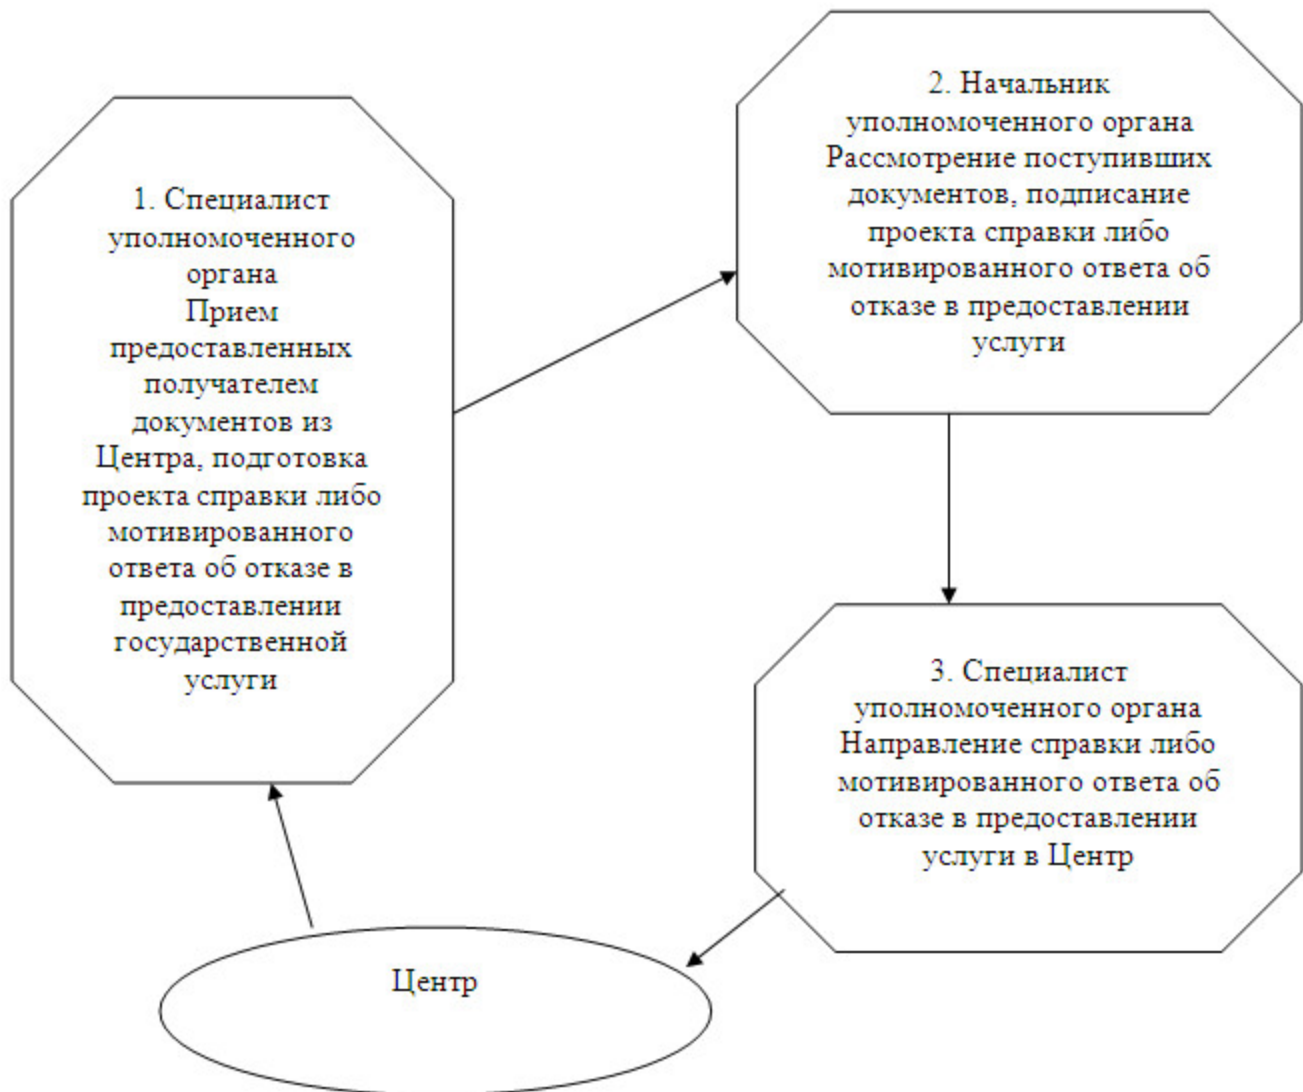 1. Специалист
уполномоченного
органа
Прием
предоставленных
получателем
документов из
Центра, подготовка
проекта справки либо
мотивированного
ответа об отказе в
предоставлении
государственной
услуги
2. Начальник
уполномоченного органа
Рассмотрение поступивших
документов, подписание
проекта справки либо
мотивированного ответа об
отказе в предоставлении
услуги
3. Специалист
уполномоченного органа
Направление справки либо
мотивированного ответа об
отказе в предоставлении
услуги в Центр
Центр